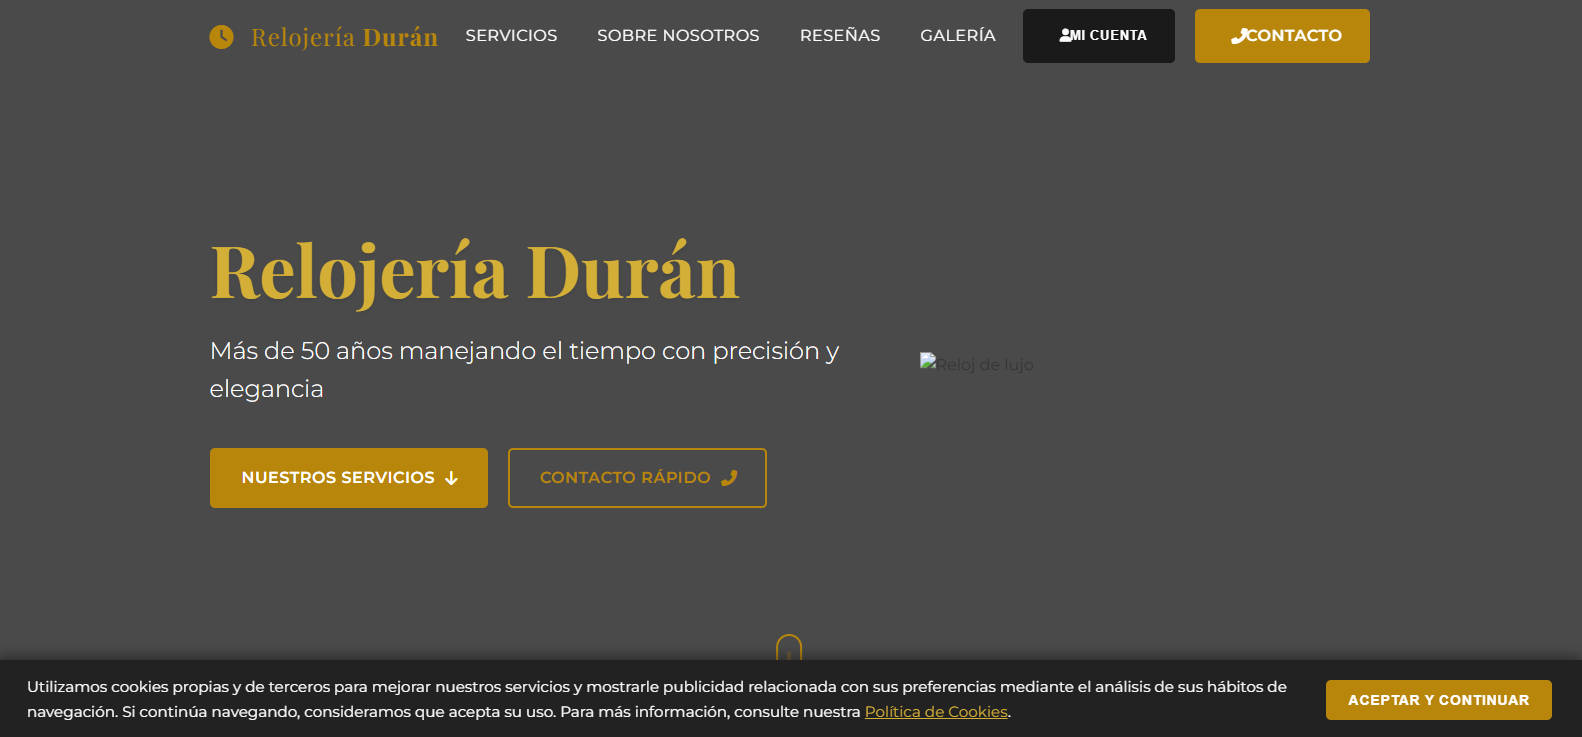 Relojería Durán
SERVICIOS
SOBRE NOSOTROS
RESEÑAS
GALERÍA
MI CUENTA
CONTACTO
Relojería Durán
Más de 50 años manejando el tiempo con precisión y
elegancia
Reloj de lujo
NUESTROS SERVICIOS
CONTACTO RÁPIDO
Utilizamos cookies propias y de terceros para mejorar nuestros servicios y mostrarle publicidad relacionada con sus preferencias mediante el análisis de sus hábitos de
navegación. Si continúa navegando, consideramos que acepta su uso. Para más información, consulte nuestra Política de Cookies.
ACEPTAR Y CONTINUAR